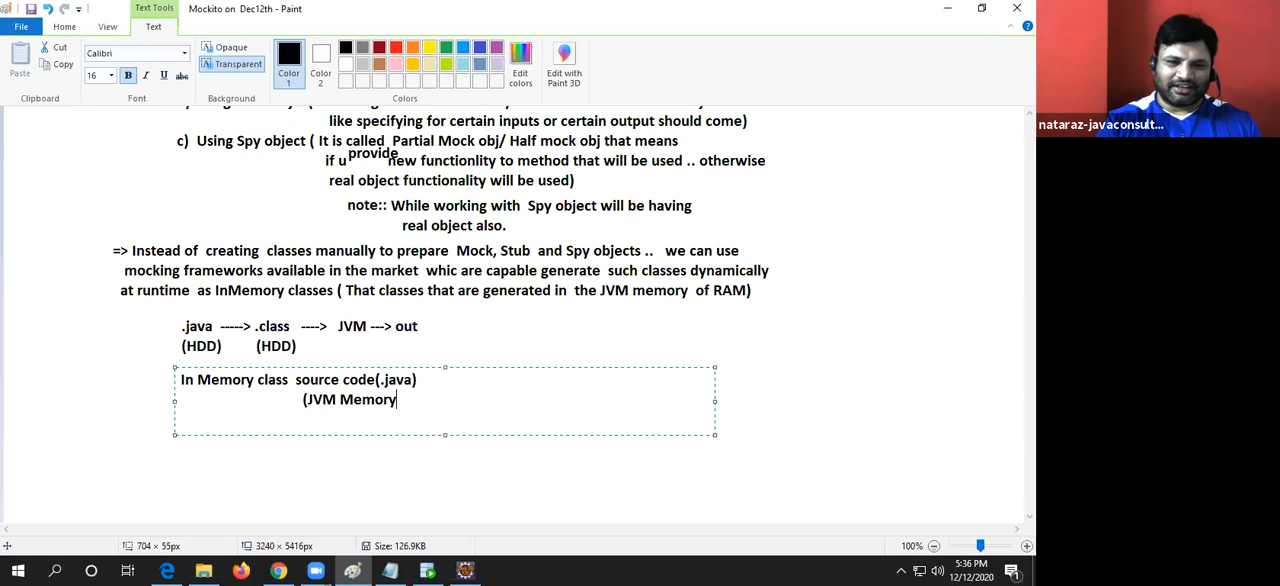 Text Tools
Mockito on Dec12th - Paint
File
Home
View
Text
Paste
Cut
Copy
Clipboard
Calibri
16
B
I
U
abc
Font
Opaque
Transparent
Background
Color
1
Color
2
Edit
colors
Edit with
Paint 3D
Colors
nataraz-javaconsult...
like specifying for certain inputs or certain output should come)
c) Using Spy object ( It is called Partial Mock obj/ Half mock obj that means
if u provide new functionlity to method that will be used .. otherwise
real object functionality will be used)
note:: While working with Spy object will be having
real object also.
=> Instead of creating classes manually to prepare Mock, Stub and Spy objects .. we can use
mocking frameworks available in the market whic are capable generate such classes dynamically
at runtime as InMemory classes ( That classes that are generated in the JVM memory of RAM)
.java -----> .class ----> JVM ---> out
(HDD) (HDD)
In Memory class source code(.java)
(JVM Memory
704 × 55px
3240 × 5416px
Size: 126.9KB
100%
5:36 PM
12/12/2020